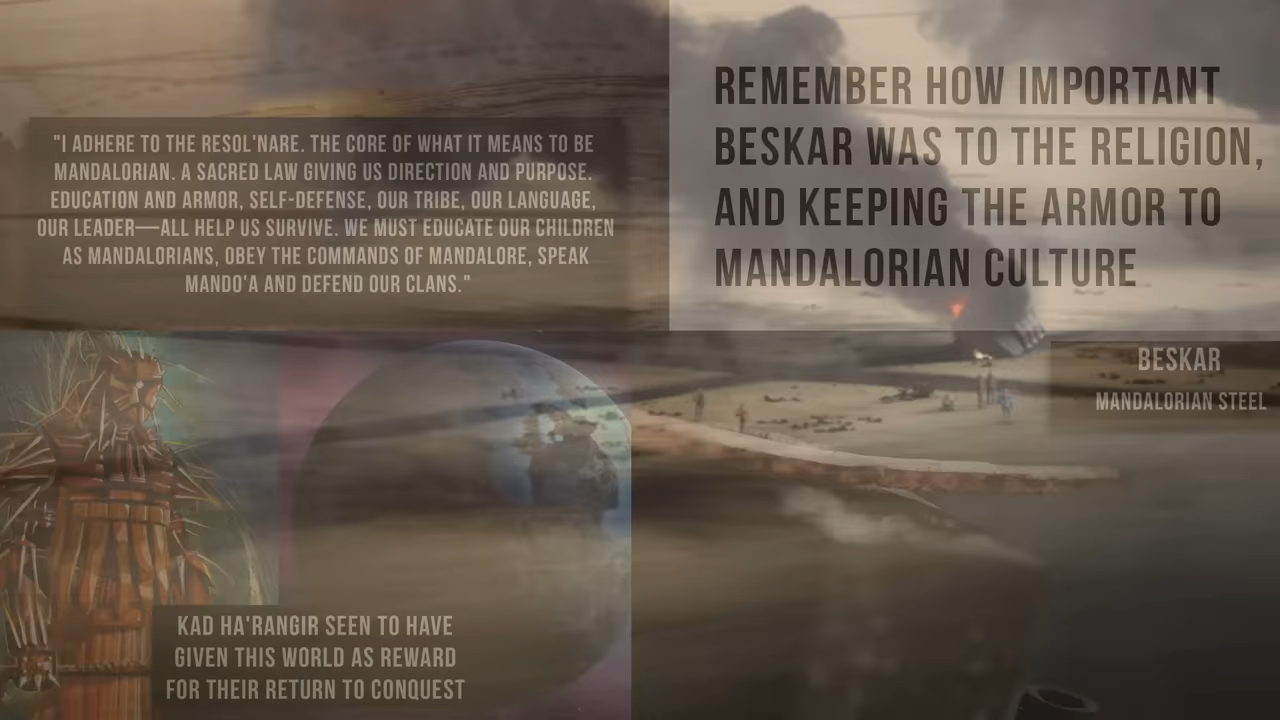 "I ADHERE TO THE RESOL'NARE. THE CORE OF WHAT IT MEANS TO BE
MANDALORIAN. A SACRED LAW GIVING US DIRECTION AND PURPOSE.
EDUCATION AND ARMOR, SELF-DEFENSE, OUR TRIBE, OUR LANGUAGE,
OUR LEADER—ALL HELP US SURVIVE. WE MUST EDUCATE OUR CHILDREN
AS MANDALORIANS, OBEY THE COMMANDS OF MANDALORE, SPEAK
MANDO'A AND DEFEND OUR CLANS."
REMEMBER HOW IMPORTANT
BESKAR WAS TO THE RELIGION,
AND KEEPING THE ARMOR TO
MANDALORIAN CULTURE
BESKAR
MANDALORIAN STEEL
KAD HA'RANGIR SEEN TO HAVE
GIVEN THIS WORLD AS REWARD
FOR THEIR RETURN TO CONQUEST